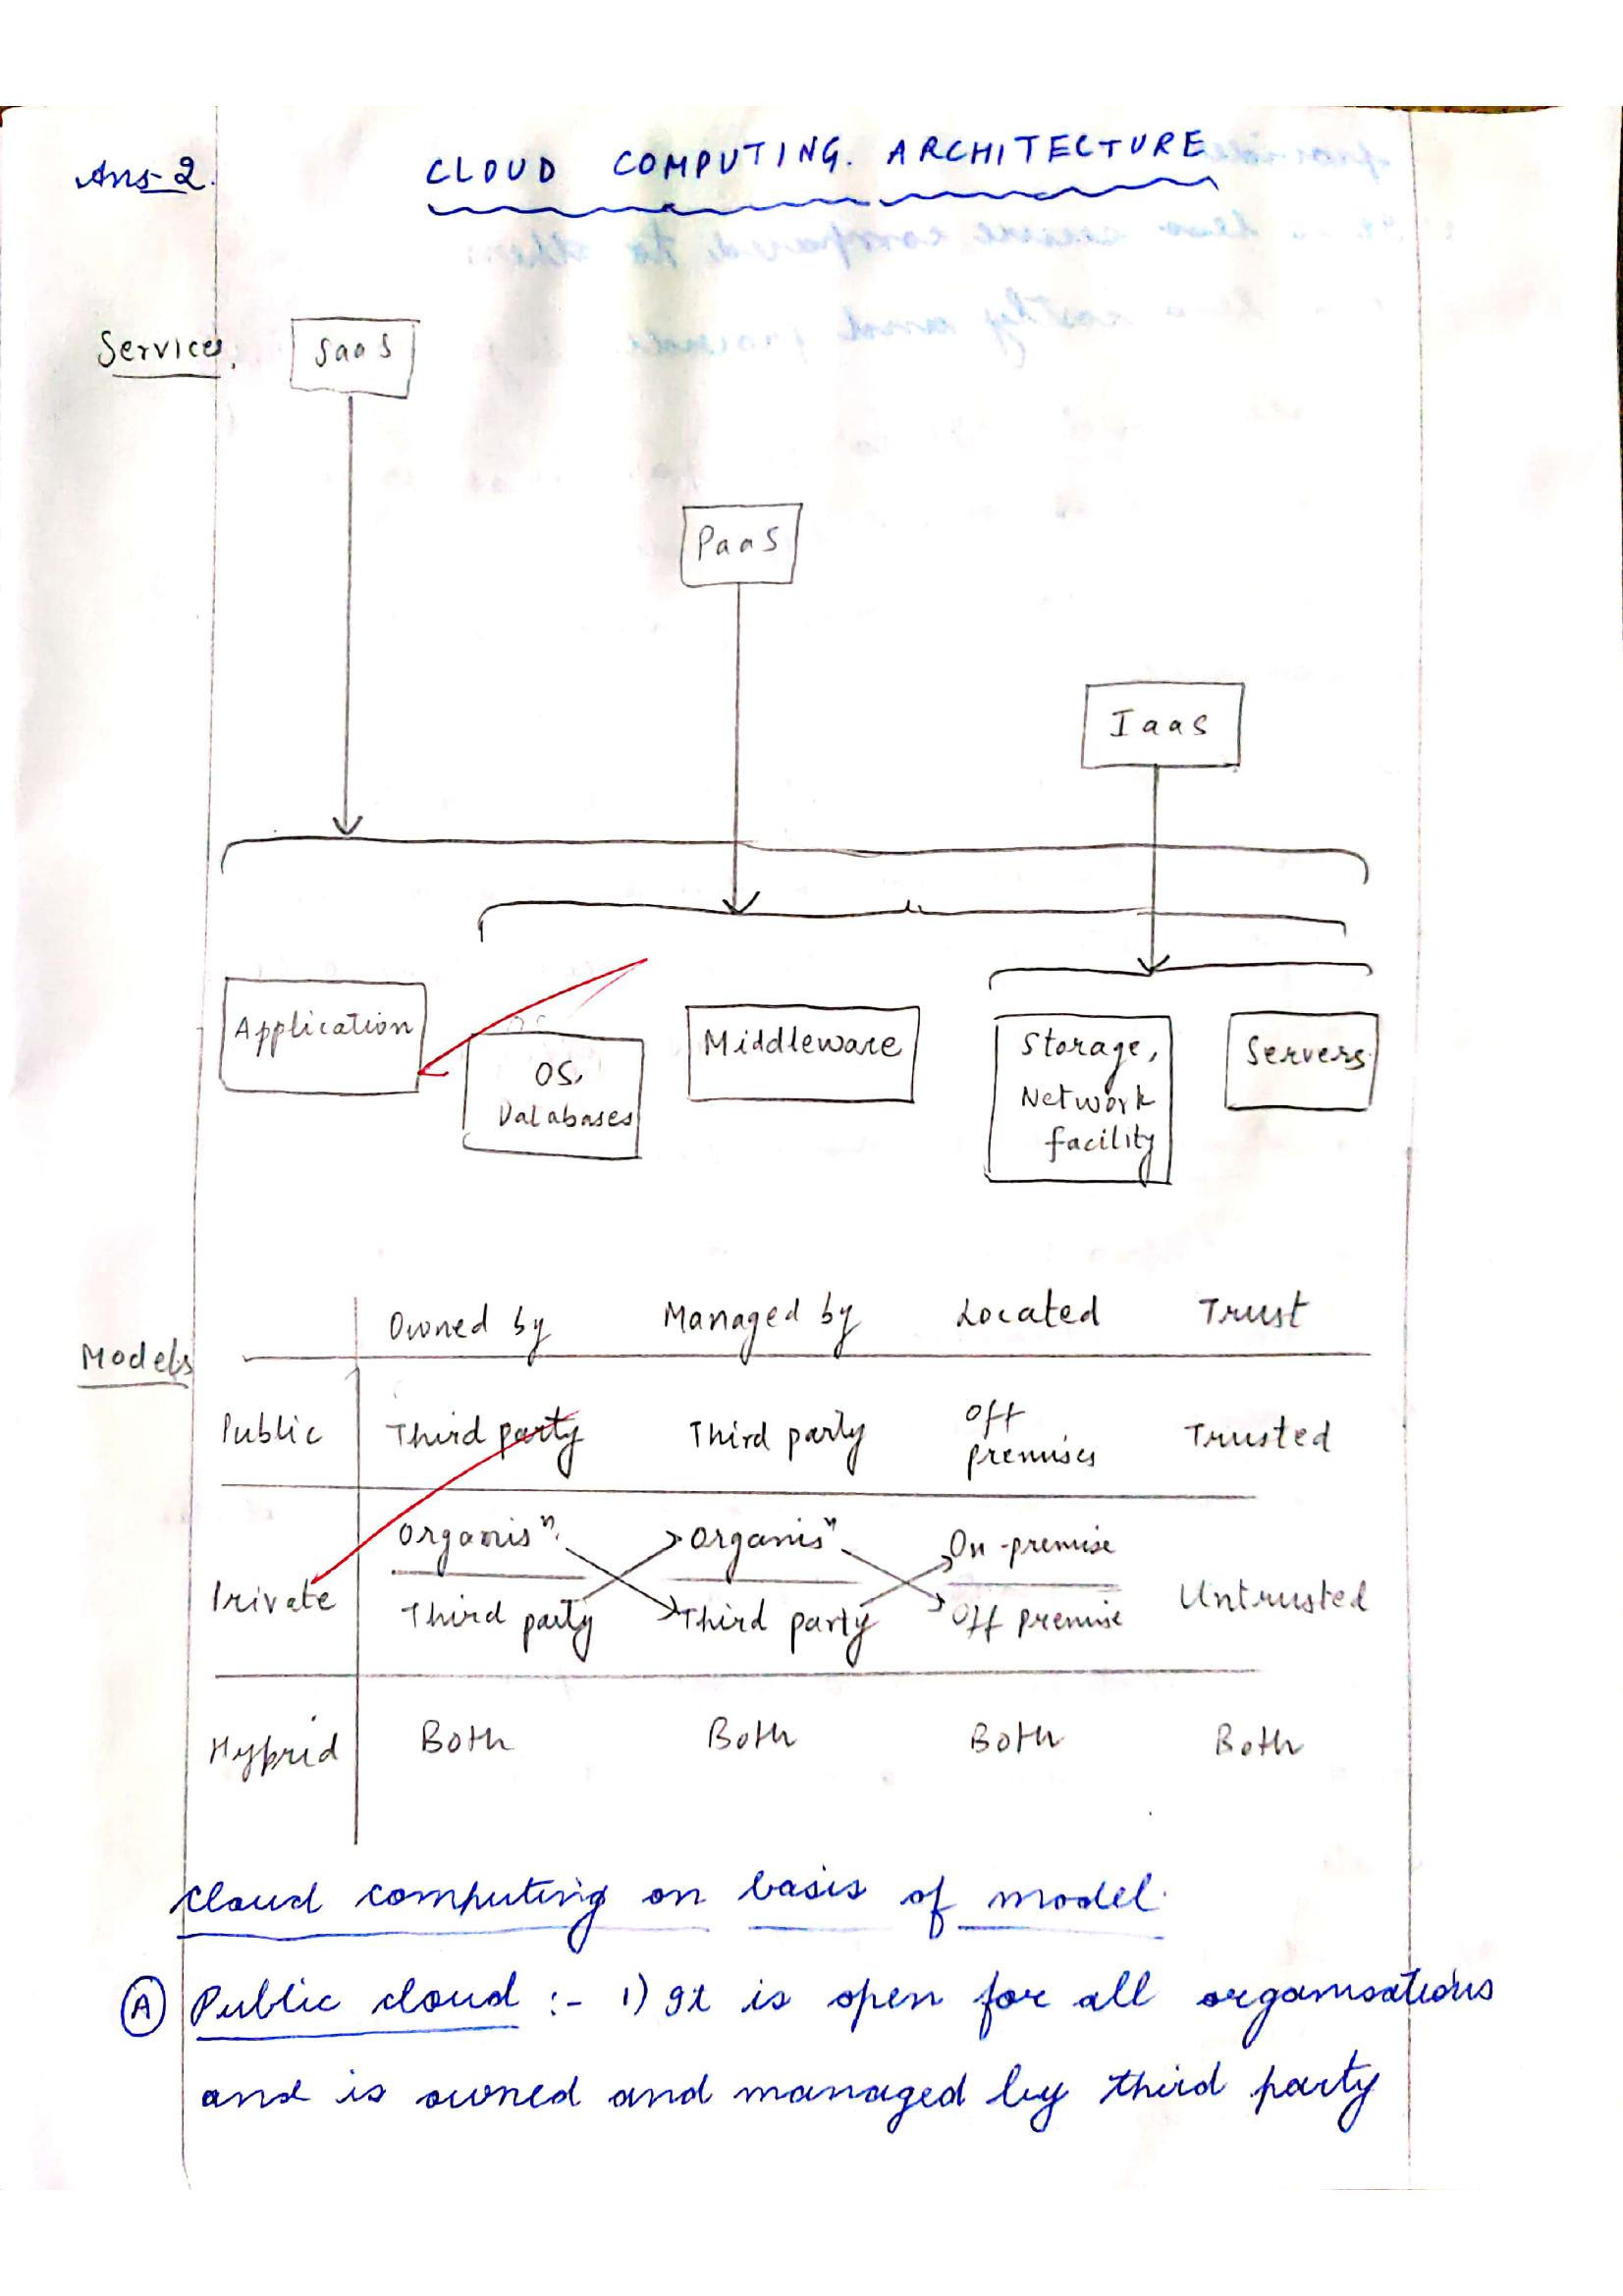 Ans-2. CLOUD COMPUTING. ARCHITECTURE
Services.
SaaS
PaaS
IaaS
Application
OS,
Databases
Middleware
Storage,
Network
facility
Servers
Models
Owned by Managed by Located Trust
Public Third party Third party Off premises Trusted
Private
Organisⁿ. Organisⁿ On-premise
Third party Third party Off premise
Untrusted
Hybrid Both Both Both Both
Cloud computing on basis of model.
(A) Public cloud :- 1) It is open for all organisations
and is owned and managed by third party